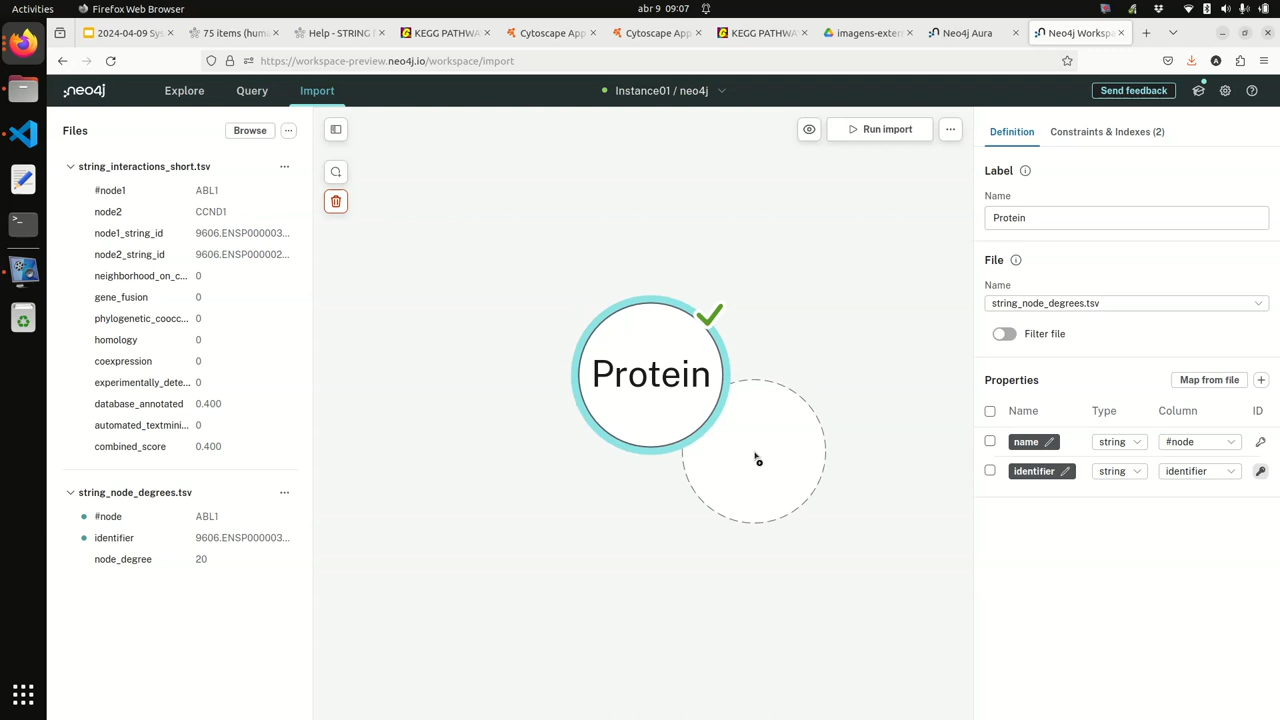 Activities
Firefox Web Browser
abr 9 09:07
2024-04-09 Sys
75 items (huma
Help - STRING
KEGG PATHWA
Cytoscape App
Cytoscape App
KEGG PATHWA
imagens-exter
Neo4j Aura
Neo4j Workspa
https://workspace-preview.neo4j.io/workspace/import
neo4j
Explore
Query
Import
Instance01 / neo4j
Send feedback
Files
Browse
Run import
string_interactions_short.tsv
#node1 ABL1
node2 CCND1
node1_string_id 9606.ENSP000003...
node2_string_id 9606.ENSP000002...
neighborhood_on_c... 0
gene_fusion 0
phylogenetic_coocc... 0
homology 0
coexpression 0
experimentally_dete... 0
database_annotated 0.400
automated_textmini... 0
combined_score 0.400
string_node_degrees.tsv
#node ABL1
identifier 9606.ENSP000003...
node_degree 20
Protein
Definition
Constraints & Indexes (2)
Label
Name
Protein
File
Name
string_node_degrees.tsv
Filter file
Properties
Map from file
Name Type Column ID
name string #node
identifier string identifier